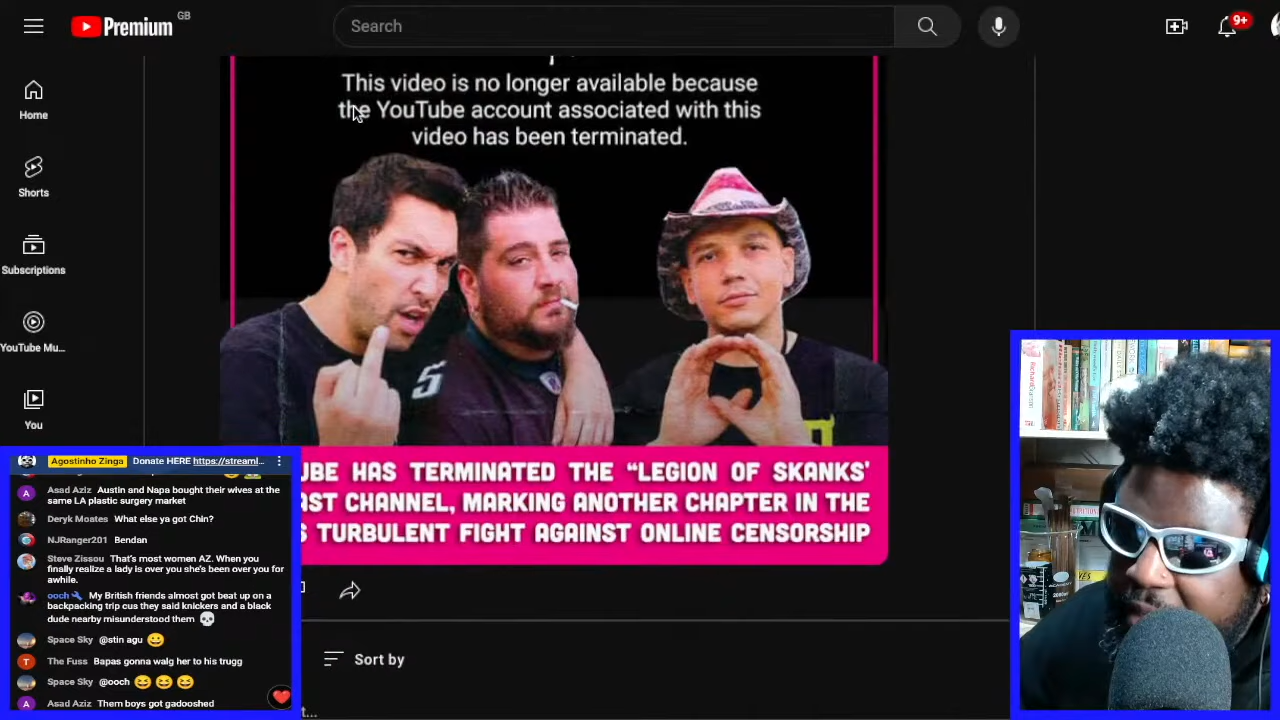 Premium GB
Search
9+
Home
Shorts
Subscriptions
YouTube Mu...
You
This video is no longer available because
the YouTube account associated with this
video has been terminated.
5
UBE HAS TERMINATED THE “LEGION OF SKANKS'
AST CHANNEL, MARKING ANOTHER CHAPTER IN THE
S TURBULENT FIGHT AGAINST ONLINE CENSORSHIP
Sort by
Agostinho Zinga Donate HERE https://streaml...
Asad Aziz Austin and Napa bought their wives at the
same LA plastic surgery market
Deryk Moates What else ya got Chin?
NJRanger201 Bendan
Steve Zissou That's most women AZ. When you
finally realize a lady is over you she's been over you for
awhile.
ooch🔧 My British friends almost got beat up on a
backpacking trip cus they said knickers and a black
dude nearby misunderstood them 💀
Space Sky @stin agu 😀
The Fuss Bapas gonna walg her to his trugg
Space Sky @ooch 😆😆😆
Asad Aziz Them boys got gadooshed